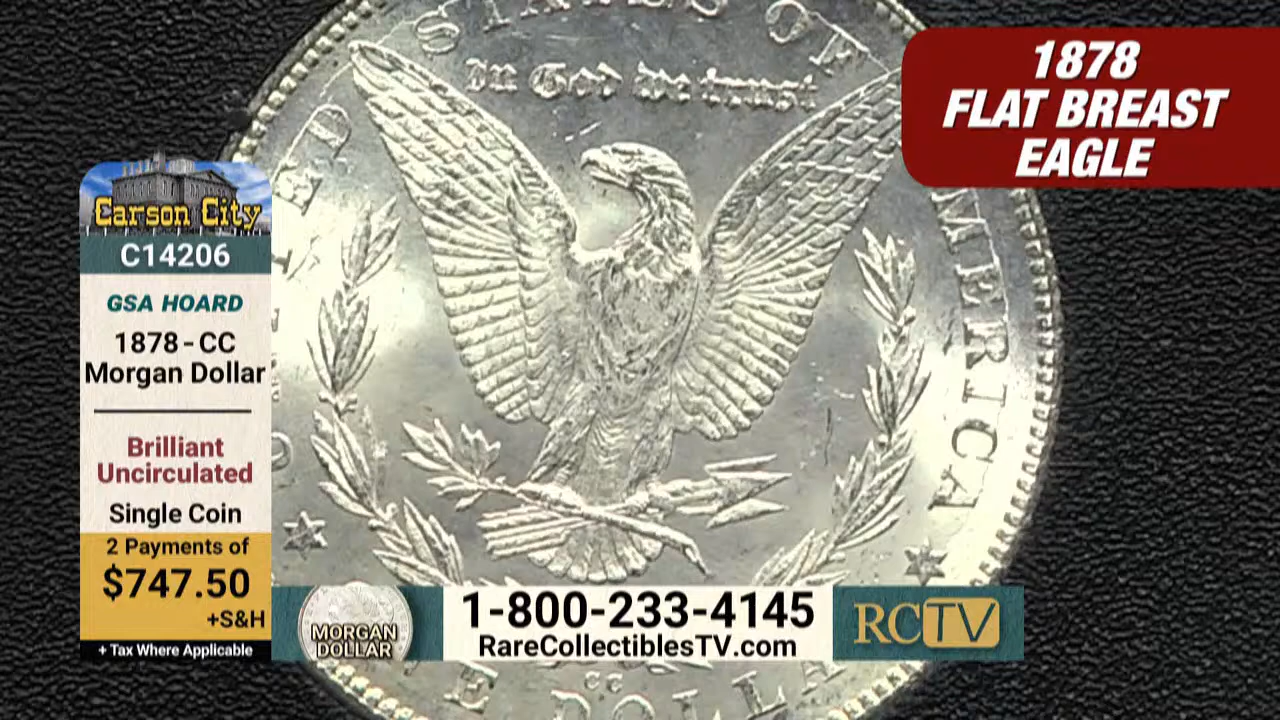 STATES OF
In God we trust
1878
FLAT BREAST
EAGLE
Carson City
C14206
GSA HOARD
1878-CC
Morgan Dollar
Brilliant
Uncirculated
Single Coin
2 Payments of
$747.50
+S&H
+ Tax Where Applicable
MORGAN
DOLLAR
1-800-233-4145
RareCollectiblesTV.com
RCTV
CC